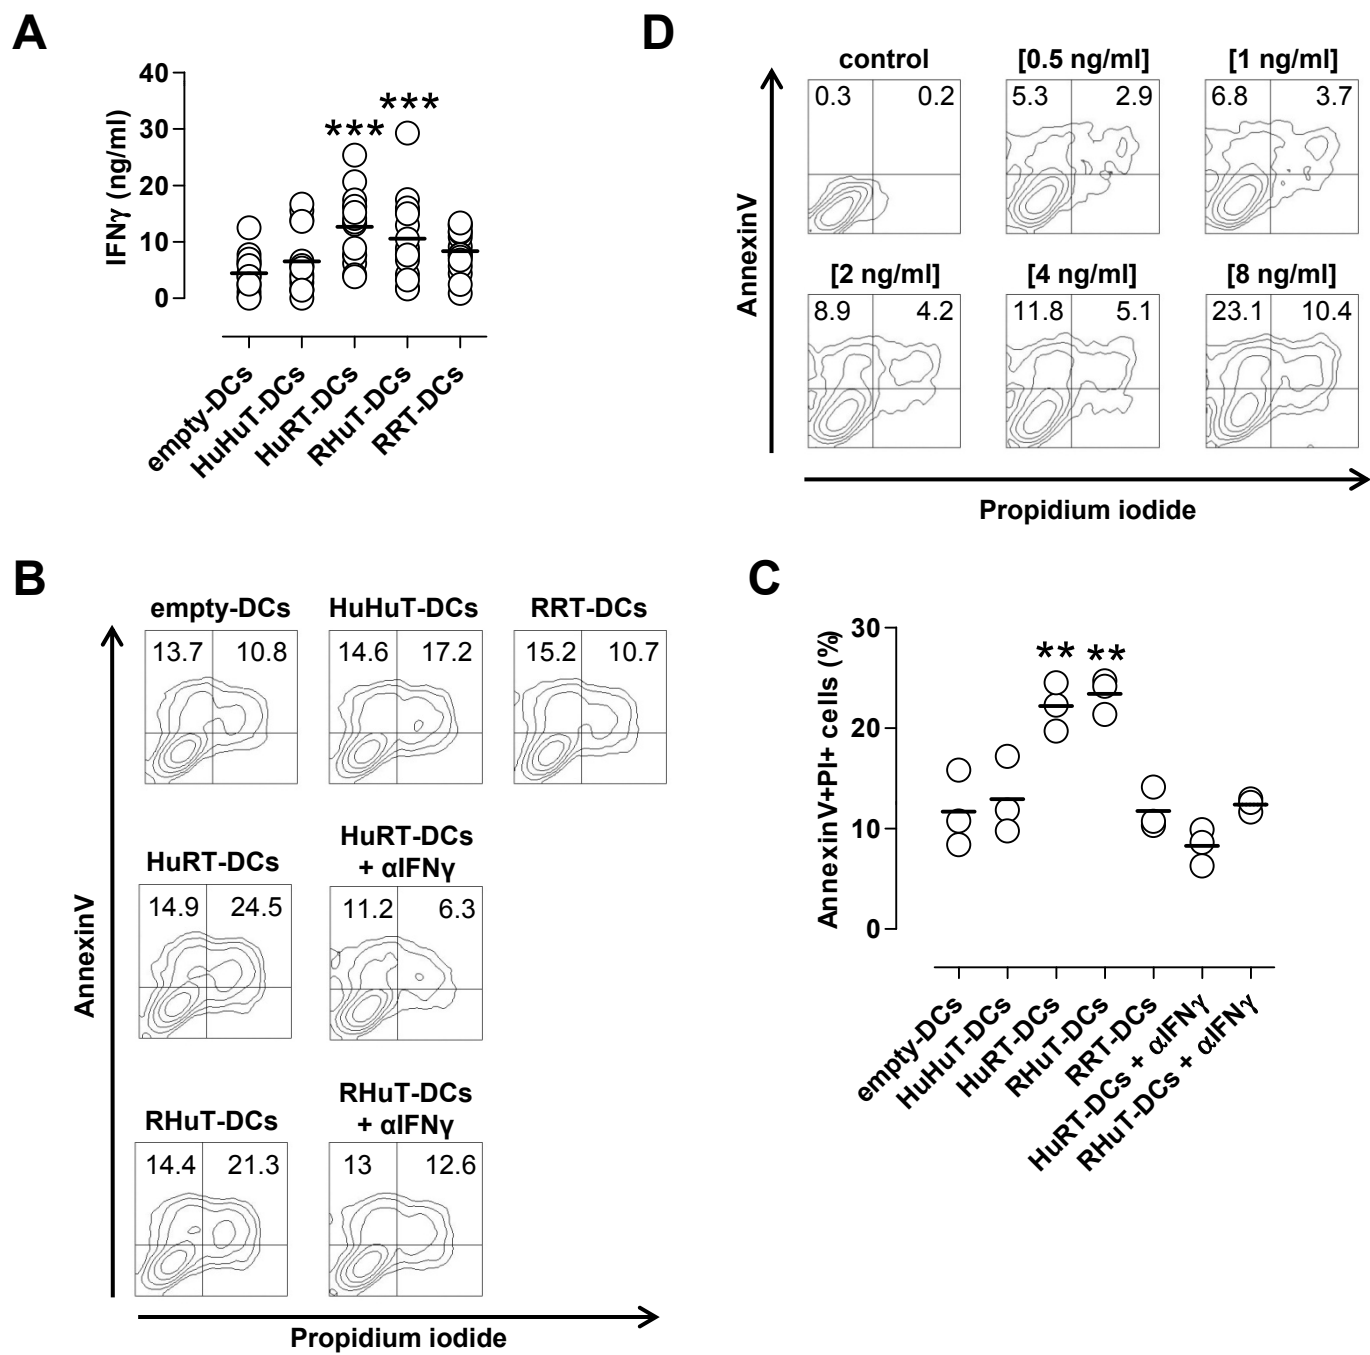 A
40
30
20
10
0
IFNγ (ng/ml)
***
***
empty-DCs
HuHuT-DCs
HuRT-DCs
RHuT-DCs
RRT-DCs
D
control
[0.5 ng/ml]
[1 ng/ml]
0.3 0.2
5.3 2.9
6.8 3.7
[2 ng/ml]
[4 ng/ml]
[8 ng/ml]
8.9 4.2
11.8 5.1
23.1 10.4
AnnexinV
Propidium iodide
B
empty-DCs
HuHuT-DCs
RRT-DCs
13.7 10.8
14.6 17.2
15.2 10.7
HuRT-DCs
HuRT-DCs
+ αIFNγ
14.9 24.5
11.2 6.3
RHuT-DCs
RHuT-DCs
+ αIFNγ
14.4 21.3
13 12.6
AnnexinV
Propidium iodide
C
30
20
10
0
AnnexinV+PI+ cells (%)
**
**
empty-DCs
HuHuT-DCs
HuRT-DCs
RHuT-DCs
RRT-DCs
HuRT-DCs + αIFNγ
RHuT-DCs + αIFNγ